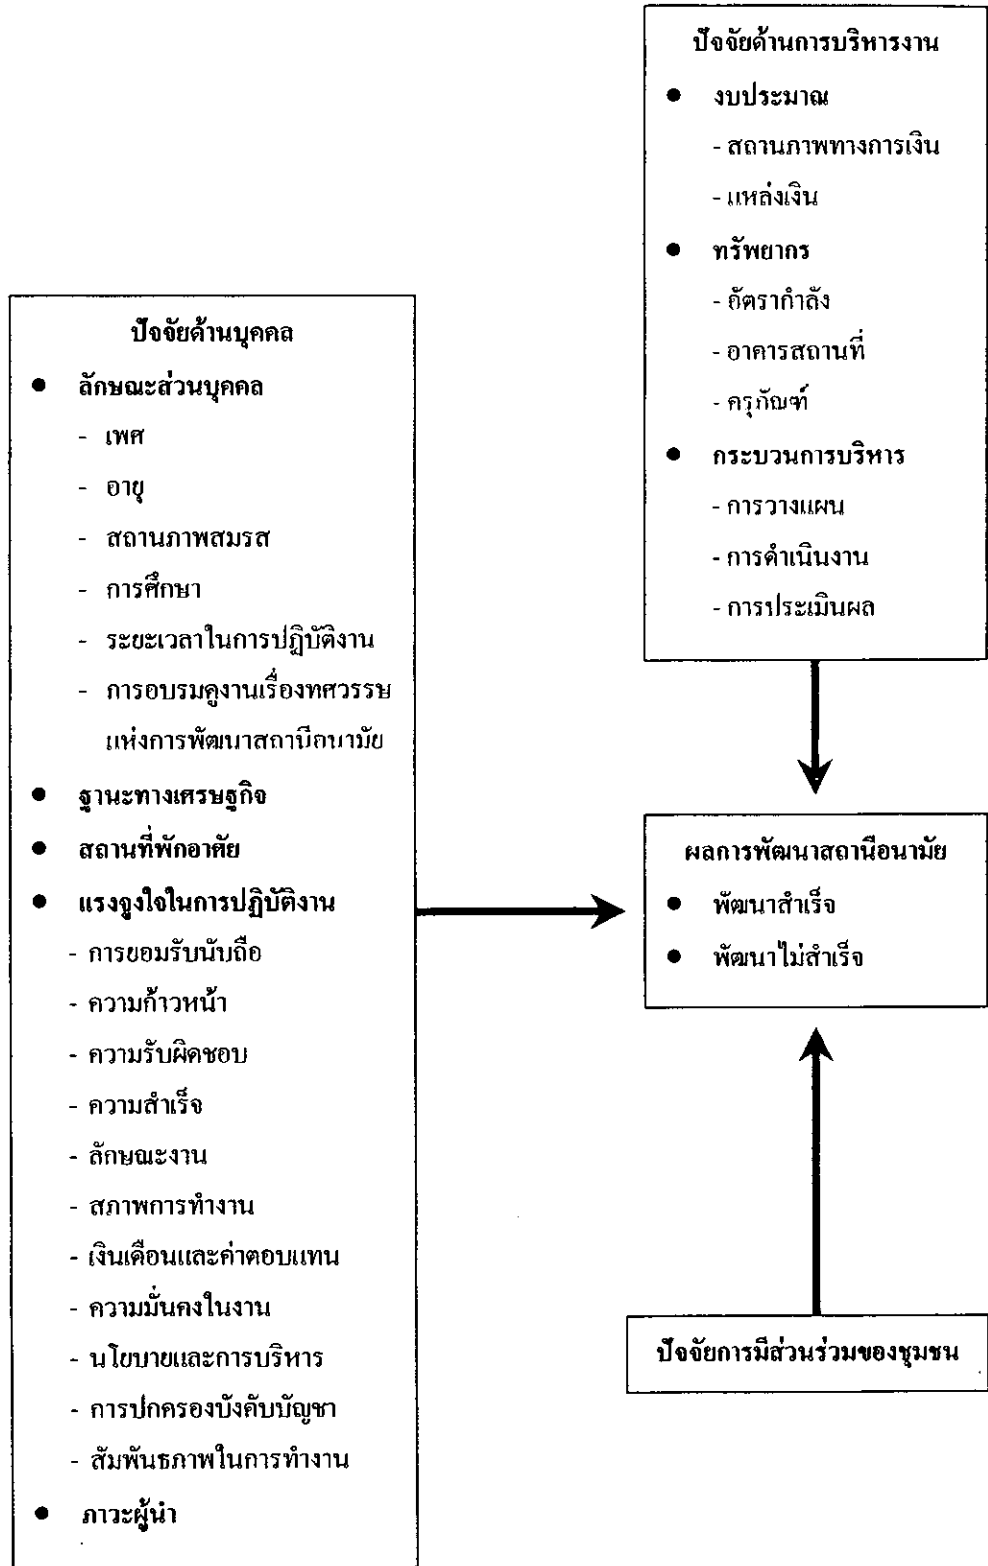 ปัจจัยด้านการบริหารงาน
● งบประมาณ
- สถานภาพทางการเงิน
- แหล่งเงิน
● ทรัพยากร
- อัตรากำลัง
- อาคารสถานที่
- ครุภัณฑ์
● กระบวนการบริหาร
- การวางแผน
- การดำเนินงาน
- การประเมินผล
ปัจจัยด้านบุคคล
● ลักษณะส่วนบุคคล
- เพศ
- อายุ
- สถานภาพสมรส
- การศึกษา
- ระยะเวลาในการปฏิบัติงาน
- การอบรมดูงานเรื่องทศวรรษ
แห่งการพัฒนาสถานีอนามัย
● ฐานะทางเศรษฐกิจ
● สถานที่พักอาศัย
● แรงจูงใจในการปฏิบัติงาน
- การยอมรับนับถือ
- ความก้าวหน้า
- ความรับผิดชอบ
- ความสำเร็จ
- ลักษณะงาน
- สภาพการทำงาน
- เงินเดือนและค่าตอบแทน
- ความมั่นคงในงาน
- นโยบายและการบริหาร
- การปกครองบังคับบัญชา
- สัมพันธภาพในการทำงาน
● ภาวะผู้นำ
ผลการพัฒนาสถานีอนามัย
● พัฒนาสำเร็จ
● พัฒนาไม่สำเร็จ
ปัจจัยการมีส่วนร่วมของชุมชน